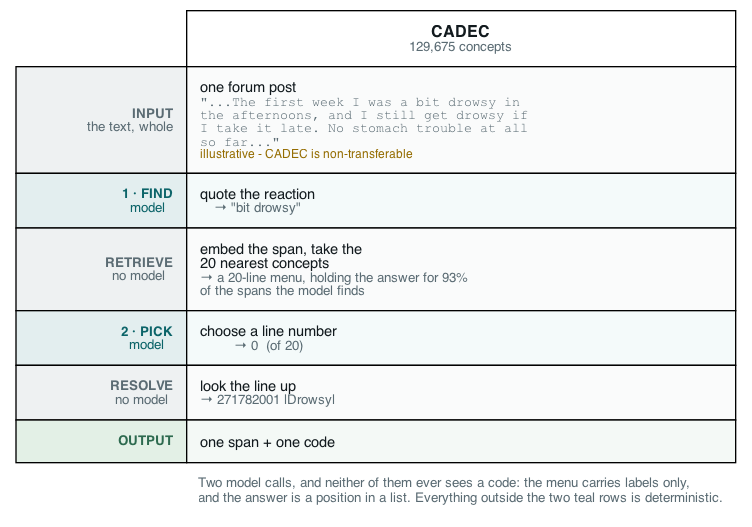 CADEC
129,675 concepts
INPUT
the text, whole
one forum post
"...The first week I was a bit drowsy in
the afternoons, and I still get drowsy if
I take it late. No stomach trouble at all
so far..."
illustrative - CADEC is non-transferable
1 · FIND
model
quote the reaction
→ "bit drowsy"
RETRIEVE
no model
embed the span, take the
20 nearest concepts
→ a 20-line menu, holding the answer for 93%
of the spans the model finds
2 · PICK
model
choose a line number
→ 0 (of 20)
RESOLVE
no model
look the line up
→ 271782001 |Drowsy|
OUTPUT
one span + one code
Two model calls, and neither of them ever sees a code: the menu carries labels only,
and the answer is a position in a list. Everything outside the two teal rows is deterministic.